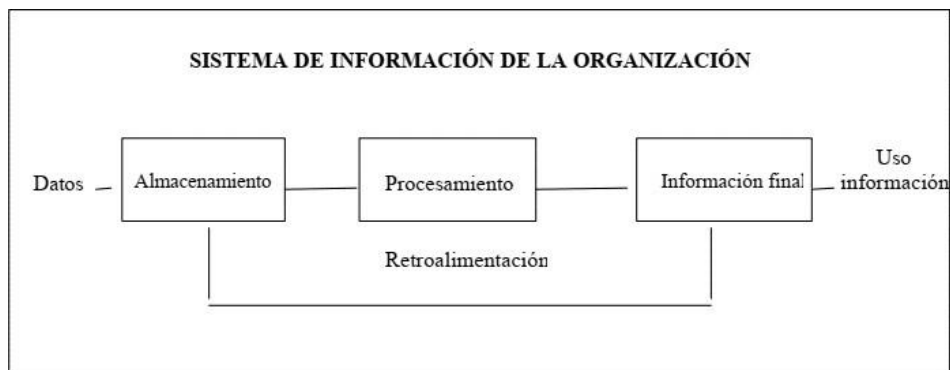 SISTEMA DE INFORMACIÓN DE LA ORGANIZACIÓN
Datos
Almacenamiento
Procesamiento
Información final
Uso
información
Retroalimentación